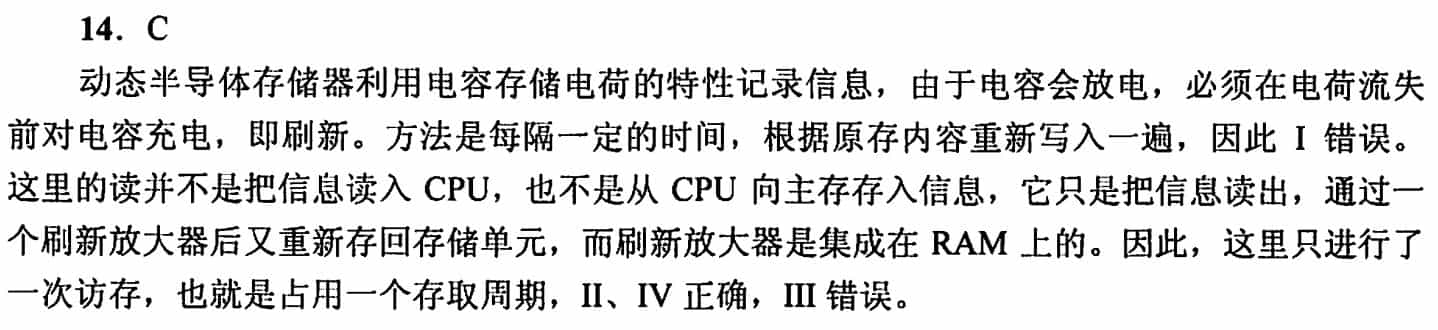 14. C
动态半导体存储器利用电容存储电荷的特性记录信息，由于电容会放电，必须在电荷流失
前对电容充电，即刷新。方法是每隔一定的时间，根据原存内容重新写入一遍，因此 I 错误。
这里的读并不是把信息读入 CPU，也不是从 CPU 向主存存入信息，它只是把信息读出，通过一
个刷新放大器后又重新存回存储单元，而刷新放大器是集成在 RAM 上的。因此，这里只进行了
一次访存，也就是占用一个存取周期，II、IV 正确，III 错误。